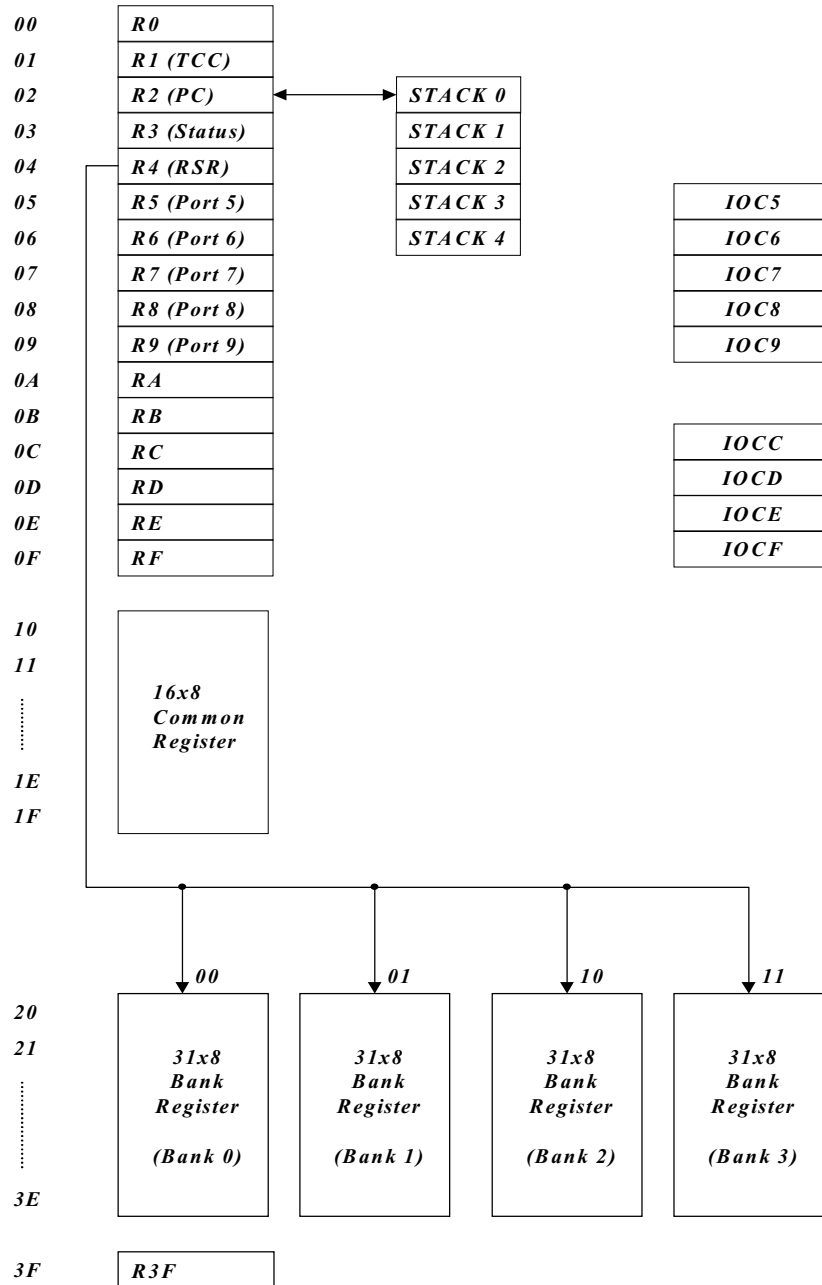 00 R0
01 R1 (TCC)
02 R2 (PC) STACK 0
03 R3 (Status) STACK 1
04 R4 (RSR) STACK 2
05 R5 (Port 5) STACK 3 IOC5
06 R6 (Port 6) STACK 4 IOC6
07 R7 (Port 7) IOC7
08 R8 (Port 8) IOC8
09 R9 (Port 9) IOC9
0A RA
0B RB
0C RC IOCC
0D RD IOCD
0E RE IOCE
0F RF IOCF
10
11
16x8
Common
Register
1E
1F
00 01 10 11
20
21 31x8 31x8 31x8 31x8
Bank Bank Bank Bank
Register Register Register Register
(Bank 0) (Bank 1) (Bank 2) (Bank 3)
3E
3F R3F